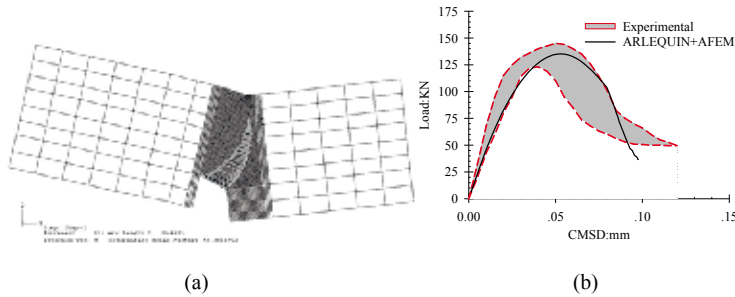 (a)
(b)
Experimental
ARLEQUIN+AFEM
Load:KN
175
150
125
100
75
50
25
0
0.00
.05
.10
.15
CMSD:mm
(a)
(b)